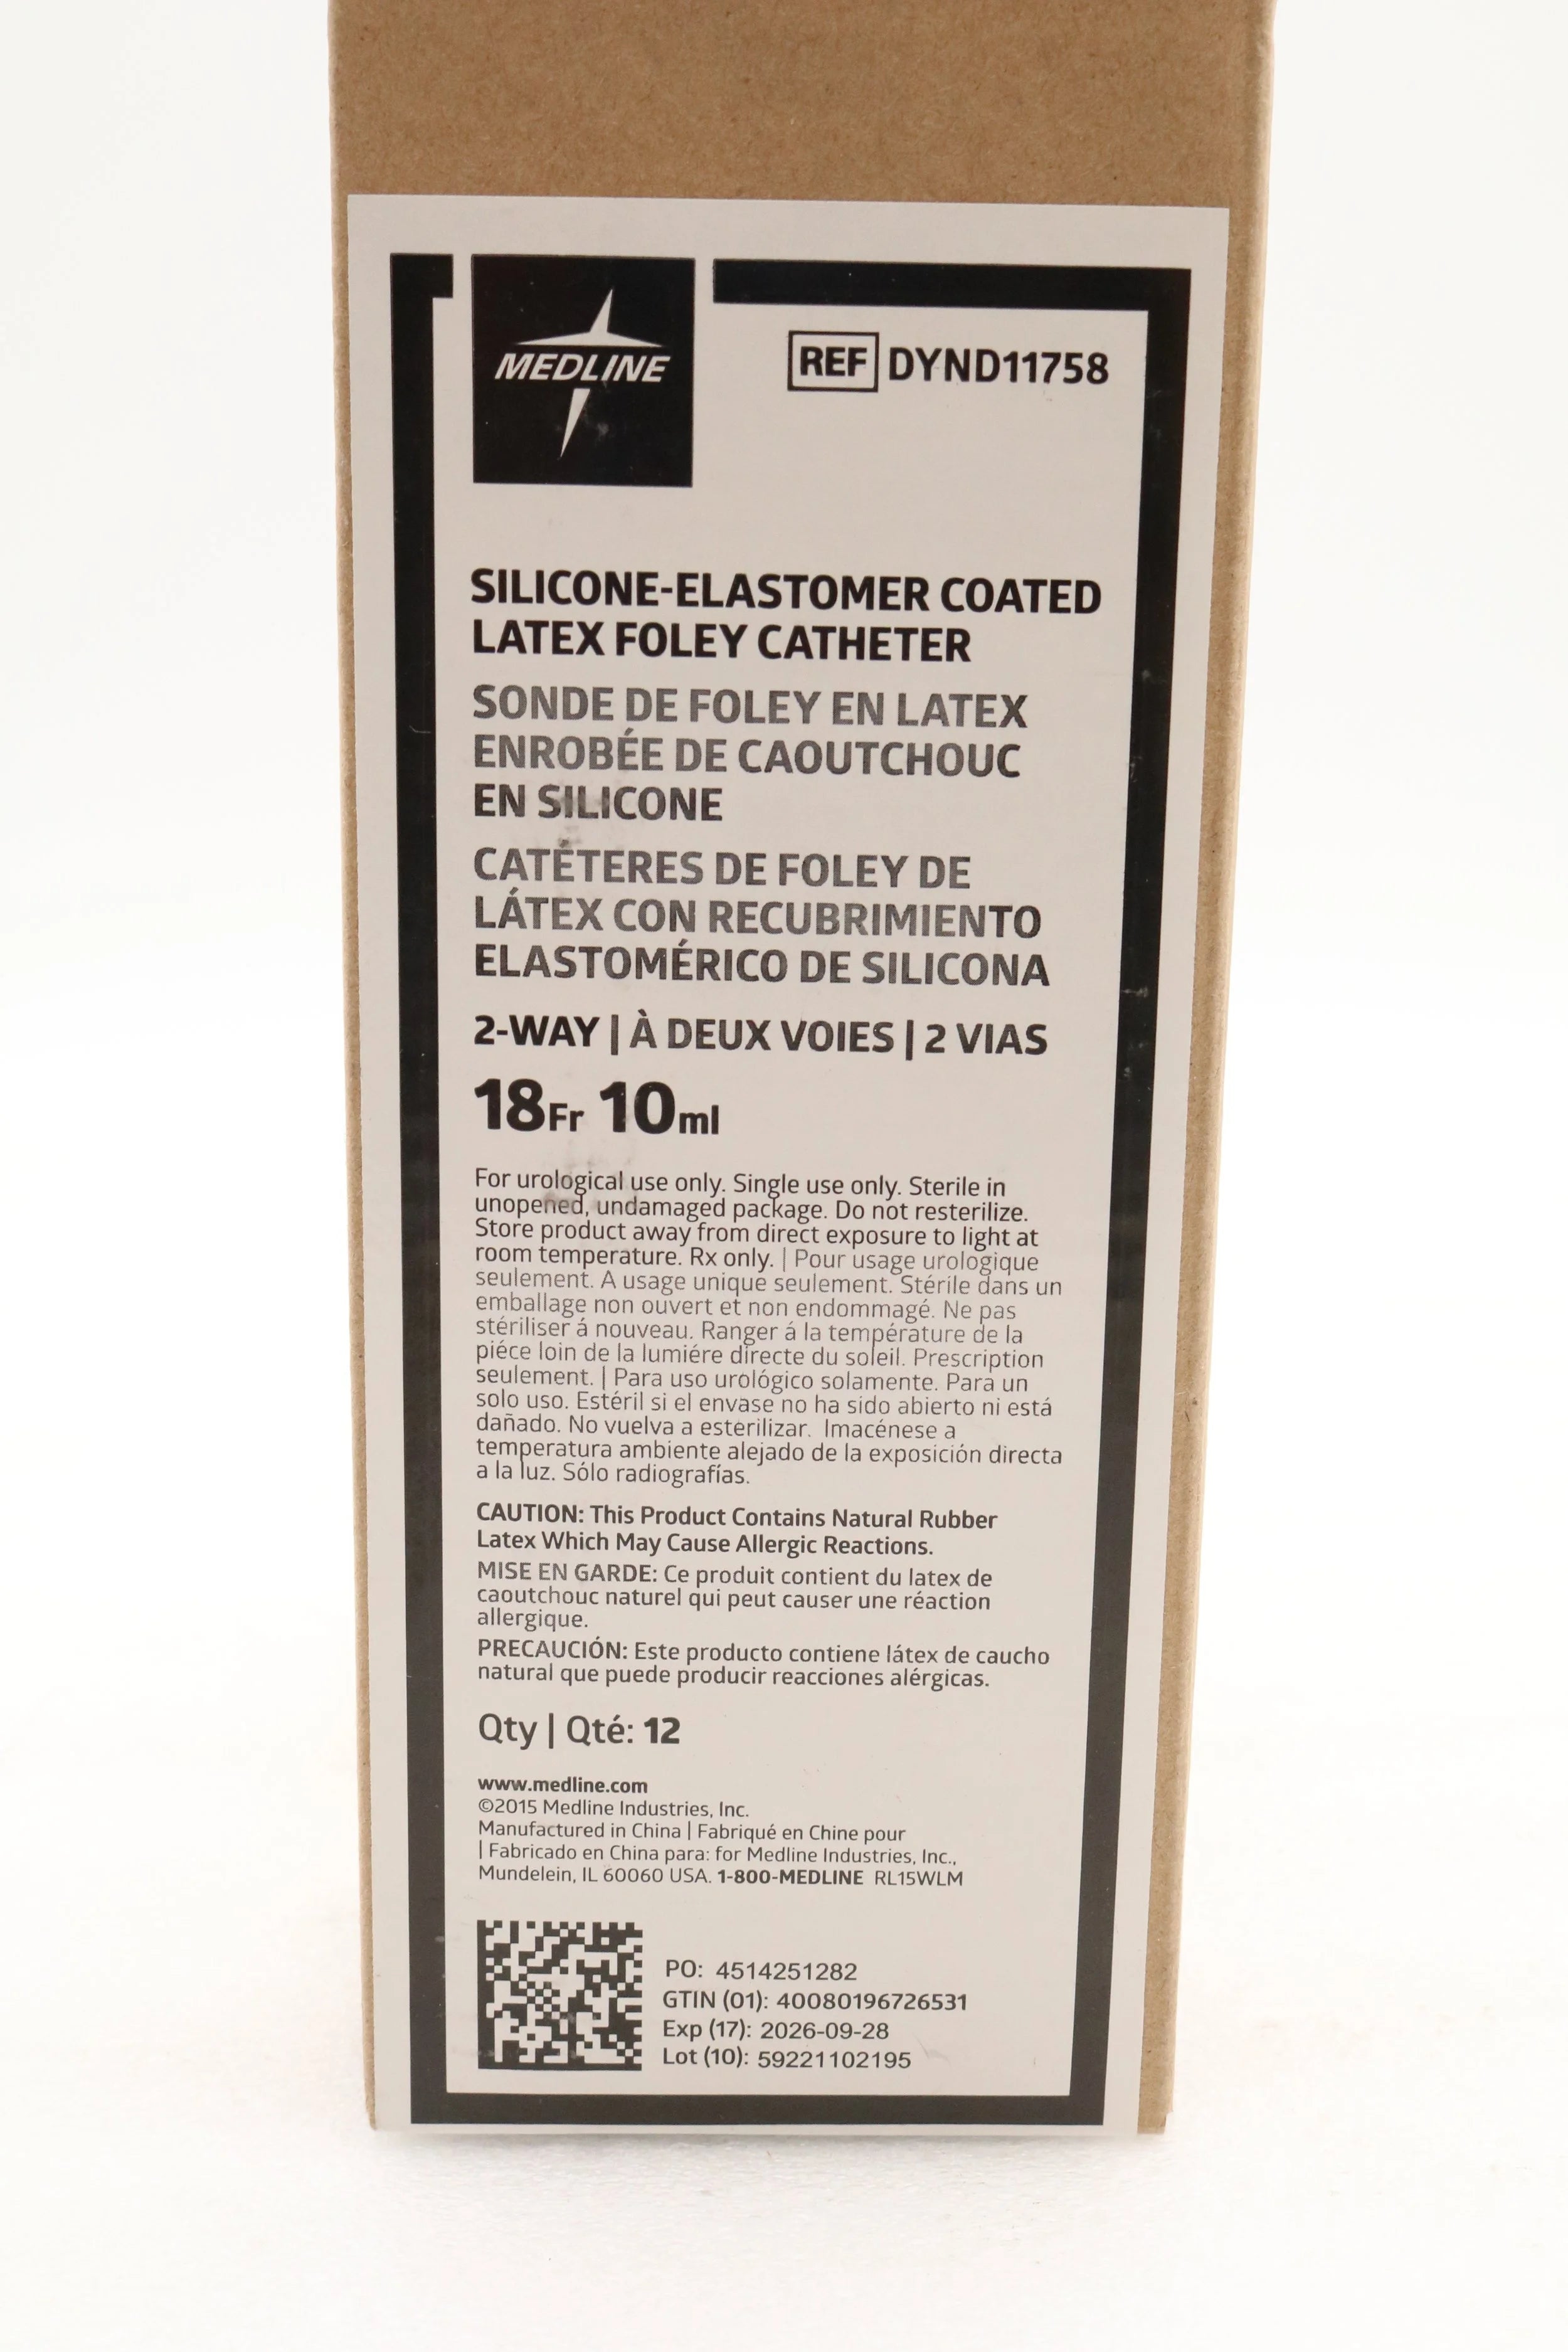 MEDLINE
REF DYND11758
SILICONE-ELASTOMER COATED
LATEX FOLEY CATHETER
SONDE DE FOLEY EN LATEX
ENROBÉE DE CAOUTCHOUC
EN SILICONE
CATÉTERES DE FOLEY DE
LÁTEX CON RECUBRIMIENTO
ELASTOMÉRICO DE SILICONA
2-WAY | À DEUX VOIES | 2 VIAS
18Fr 10ml
For urological use only. Single use only. Sterile in
unopened, undamaged package. Do not resterilize.
Store product away from direct exposure to light at
room temperature. Rx only. | Pour usage urologique
seulement. A usage unique seulement. Stérile dans un
emballage non ouvert et non endommagé. Ne pas
stériliser á nouveau. Ranger á la température de la
piéce loin de la lumiére directe du soleil. Prescription
seulement. | Para uso urológico solamente. Para un
solo uso. Estéril si el envase no ha sido abierto ni está
dañado. No vuelva a esterilizar. Imacénese a
temperatura ambiente alejado de la exposición directa
a la luz. Sólo radiografías.
CAUTION: This Product Contains Natural Rubber
Latex Which May Cause Allergic Reactions.
MISE EN GARDE: Ce produit contient du latex de
caoutchouc naturel qui peut causer une réaction
allergique.
PRECAUCIÓN: Este producto contiene látex de caucho
natural que puede producir reacciones alérgicas.
Qty | Qté: 12
www.medline.com
©2015 Medline Industries, Inc.
Manufactured in China | Fabriqué en Chine pour
| Fabricado en China para: for Medline Industries, Inc.,
Mundelein, IL 60060 USA. 1-800-MEDLINE RL15WLM
PO: 4514251282
GTIN (01): 40080196726531
Exp (17): 2026-09-28
Lot (10): 59221102195